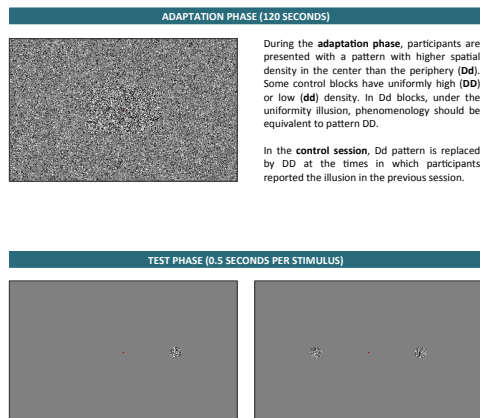 ADAPTATION PHASE (120 SECONDS)
During the adaptation phase, participants are
presented with a pattern with higher spatial
density in the center than the periphery (Dd).
Some control blocks have uniformly high (DD)
or low (dd) density. In Dd blocks, under the
uniformity illusion, phenomenology should be
equivalent to pattern DD.
In the control session, Dd pattern is replaced
by DD at the times in which participants
reported the illusion in the previous session.
TEST PHASE (0.5 SECONDS PER STIMULUS)